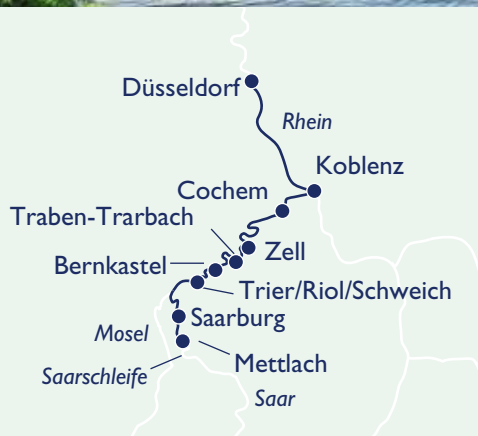 Düsseldorf
Rhein
Koblenz
Cochem
Traben-Trarbach
Zell
Bernkastel
Trier/Riol/Schweich
Saarburg
Mosel
Mettlach
Saarschleife
Saar